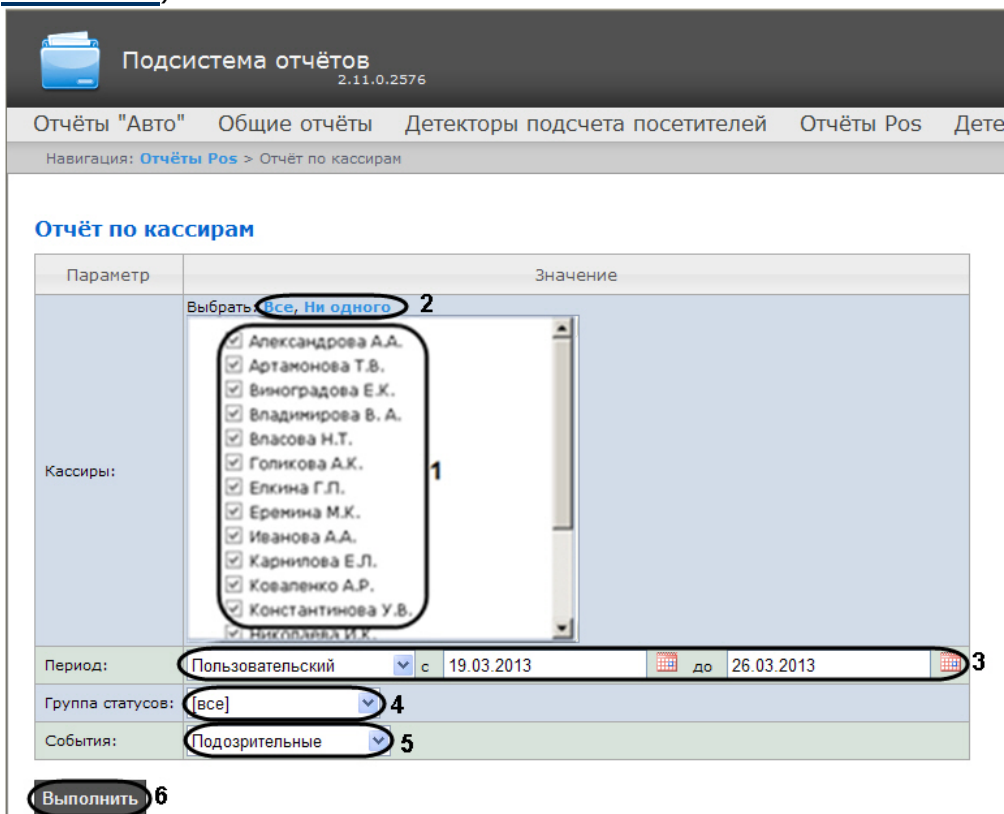 Подсистема отчётов
2.11.0.2576
Отчёты "Авто" Общие отчёты Детекторы подсчета посетителей Отчёты Pos Дете
Навигация: Отчёты Pos > Отчёт по кассирам
Отчёт по кассирам
Параметр Значение
Выбрать: Все, Ни одного 2
Кассиры:
Александрова А.А.
Артамонова Т.В.
Виноградова Е.К.
Владимирова В. А.
Власова Н.Т.
Голикова А.К.
1
Елкина Г.П.
Еремина М.К.
Иванова А.А.
Карнилова Е.Л.
Коваленко А.Р.
Константинова У.В.
Николаева И.К.
Период: Пользовательский с 19.03.2013 до 26.03.2013 3
Группа статусов: [все] 4
События: Подозрительные 5
Выполнить 6